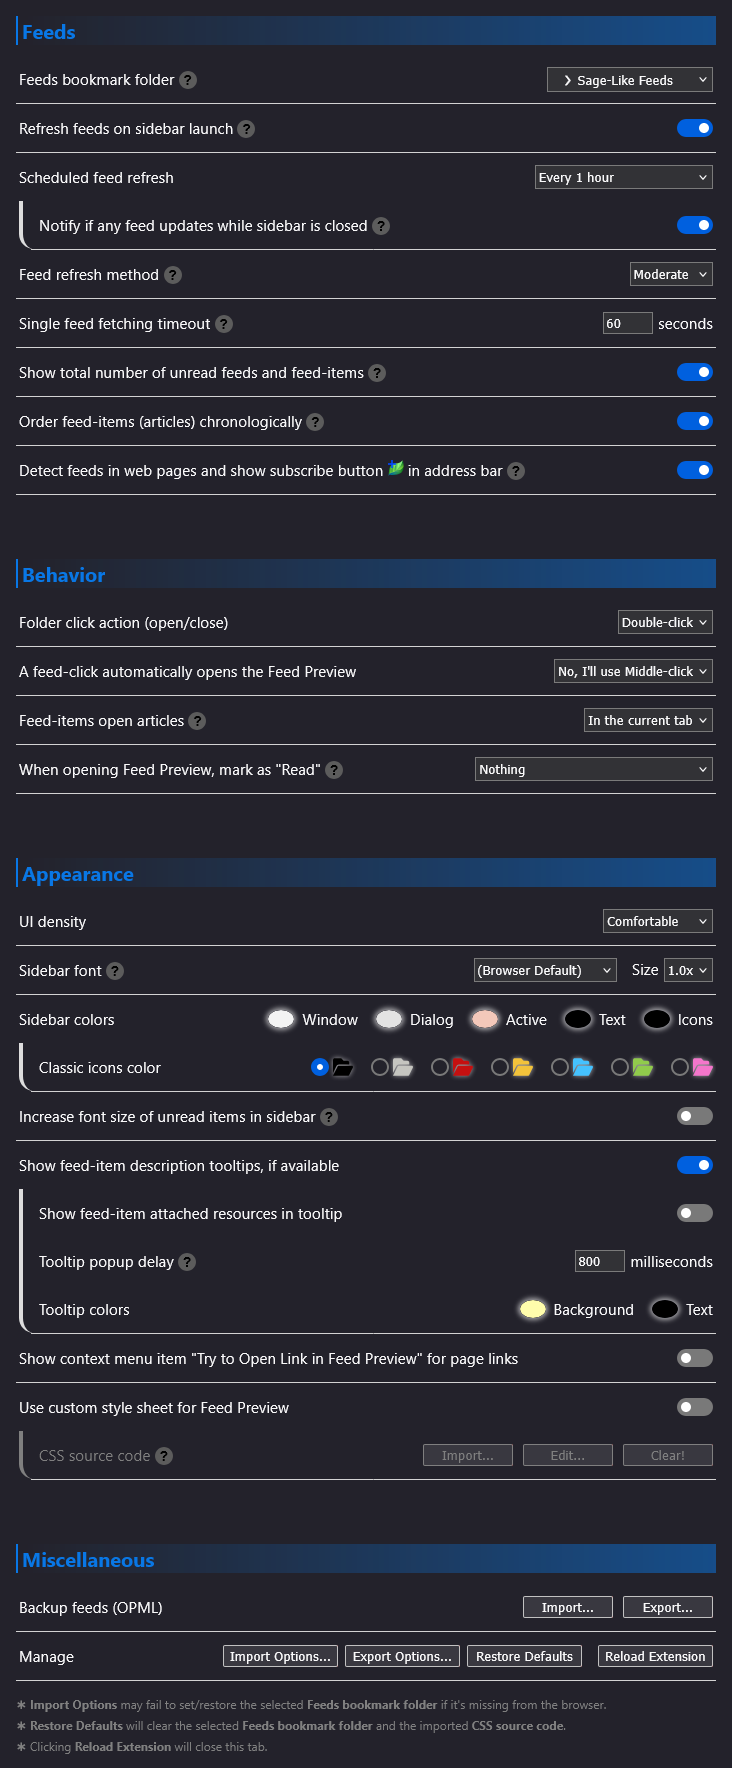 Feeds
Feeds bookmark folder ? ❯ Sage-Like Feeds
Refresh feeds on sidebar launch ?
Scheduled feed refresh Every 1 hour
Notify if any feed updates while sidebar is closed ?
Feed refresh method ? Moderate
Single feed fetching timeout ? 60 seconds
Show total number of unread feeds and feed-items ?
Order feed-items (articles) chronologically ?
Detect feeds in web pages and show subscribe button in address bar ?
Behavior
Folder click action (open/close) Double-click
A feed-click automatically opens the Feed Preview No, I'll use Middle-click
Feed-items open articles ? In the current tab
When opening Feed Preview, mark as "Read" ? Nothing
Appearance
UI density Comfortable
Sidebar font ? (Browser Default) Size 1.0x
Sidebar colors Window Dialog Active Text Icons
Classic icons color
Increase font size of unread items in sidebar ?
Show feed-item description tooltips, if available
Show feed-item attached resources in tooltip
Tooltip popup delay ? 800 milliseconds
Tooltip colors Background Text
Show context menu item "Try to Open Link in Feed Preview" for page links
Use custom style sheet for Feed Preview
CSS source code ? Import... Edit... Clear!
Miscellaneous
Backup feeds (OPML) Import... Export...
Manage Import Options... Export Options... Restore Defaults Reload Extension
∗ Import Options may fail to set/restore the selected Feeds bookmark folder if it's missing from the browser.
∗ Restore Defaults will clear the selected Feeds bookmark folder and the imported CSS source code.
∗ Clicking Reload Extension will close this tab.